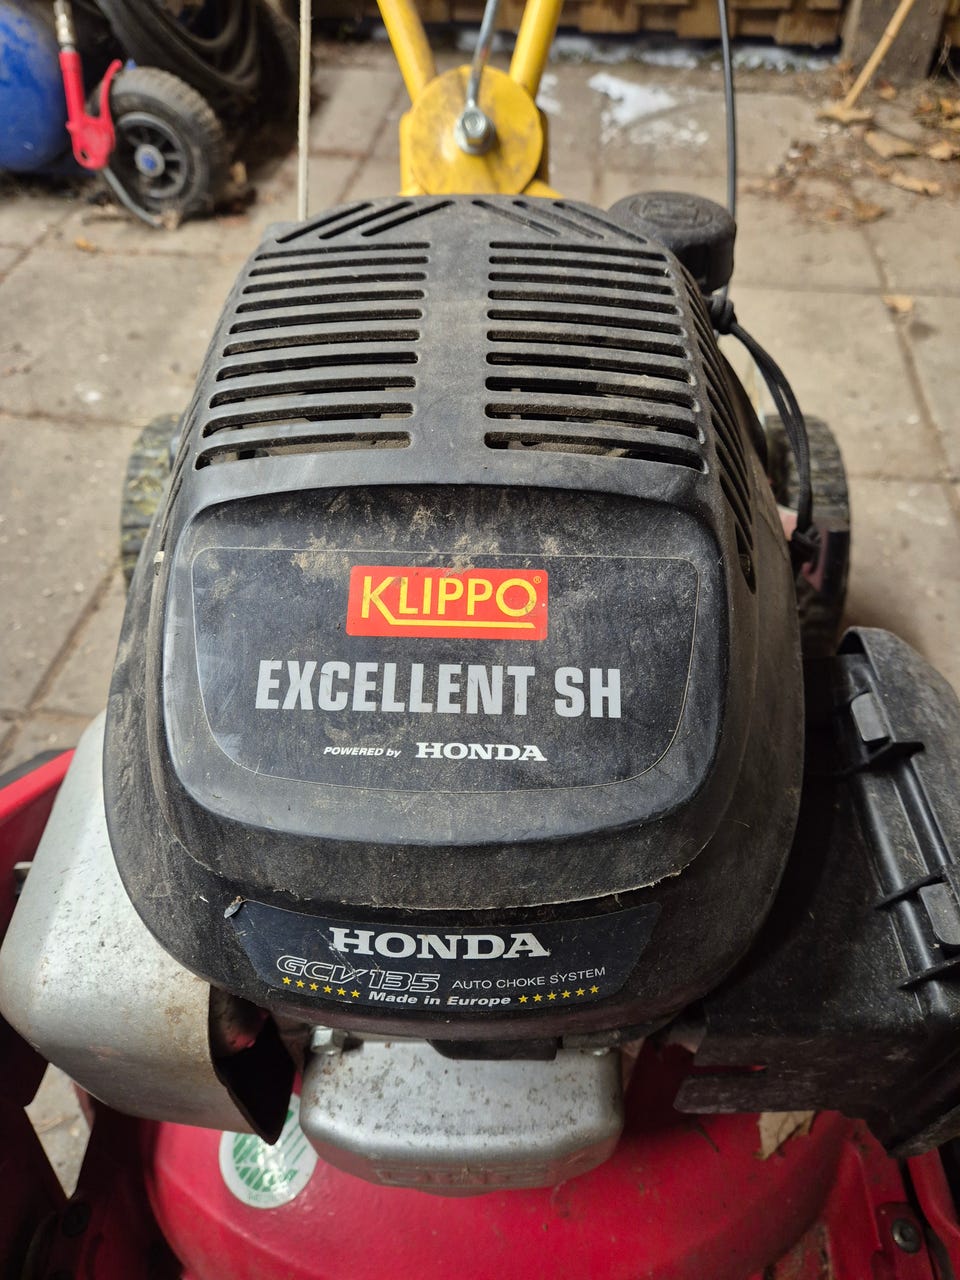 KLIPPO®
EXCELLENT SH
POWERED by HONDA
HONDA
GCV135 AUTO CHOKE SYSTEM
Made in Europe